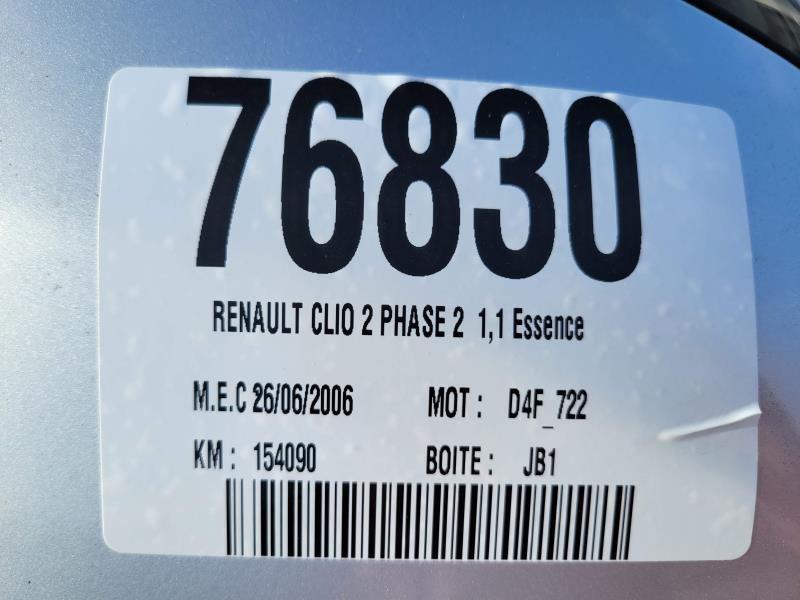 76830
RENAULT CLIO 2 PHASE 2 1,1 Essence
M.E.C 26/06/2006 MOT : D4F_722
KM : 154090 BOITE : JB1